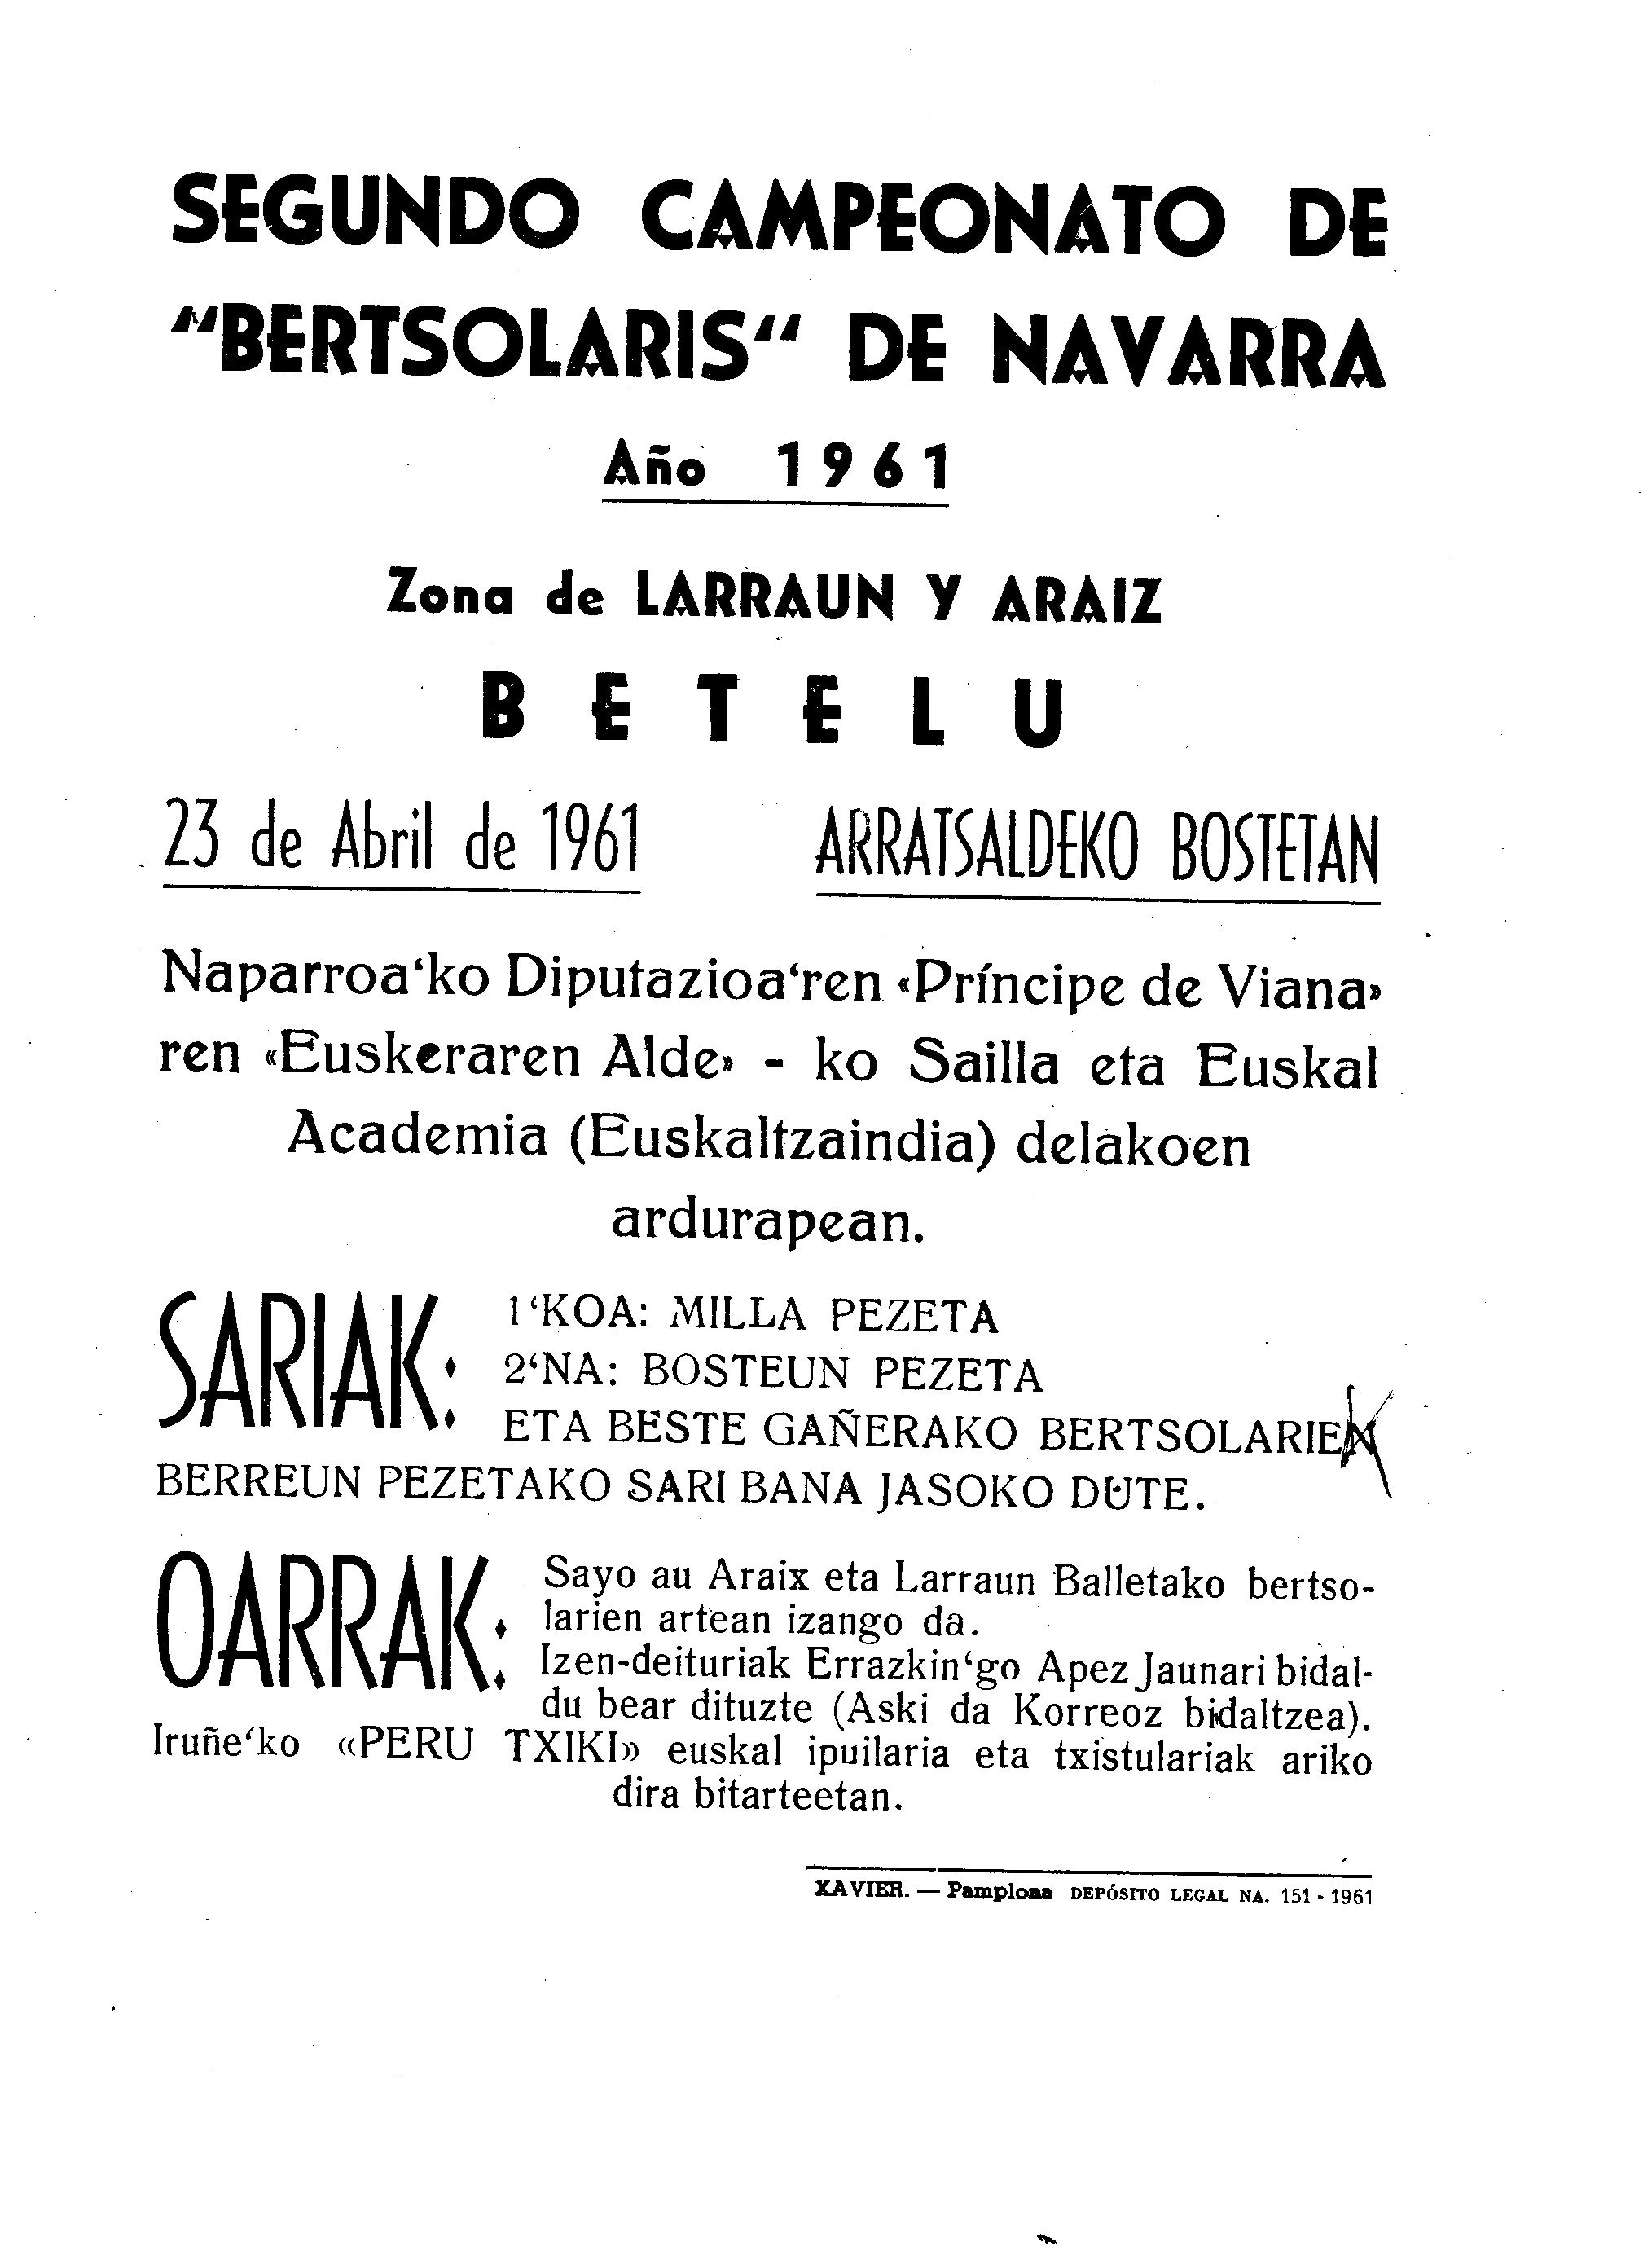 SEGUNDO CAMPEONATO DE
"BERTSOLARIS" DE NAVARRA
Año 1961
Zona de LARRAUN Y ARAIZ
BETELU
23 de Abril de 1961 ARRATSALDEKO BOSTETAN
Naparroa‘ko Diputazioa‘ren «Príncipe de Viana»
ren «Euskeraren Alde» - ko Sailla eta Euskal
Academia (Euskaltzaindia) delakoen
ardurapean.
SARIAK: 1‘KOA: MILLA PEZETA
2‘NA: BOSTEUN PEZETA
ETA BESTE GAÑERAKO BERTSOLARIEK
BERREUN PEZETAKO SARI BANA JASOKO DUTE.
OARRAK: Sayo au Araix eta Larraun Balletako bertso-
larien artean izango da.
Izen-deituriak Errazkin‘go Apez Jaunari bidal-
du bear dituzte (Aski da Korreoz bidaltzea).
Iruñe‘ko «PERU TXIKI» euskal ipuilaria eta txistulariak ariko
dira bitarteetan.
XAVIER. — Pamplona DEPÓSITO LEGAL NA. 151 - 1961